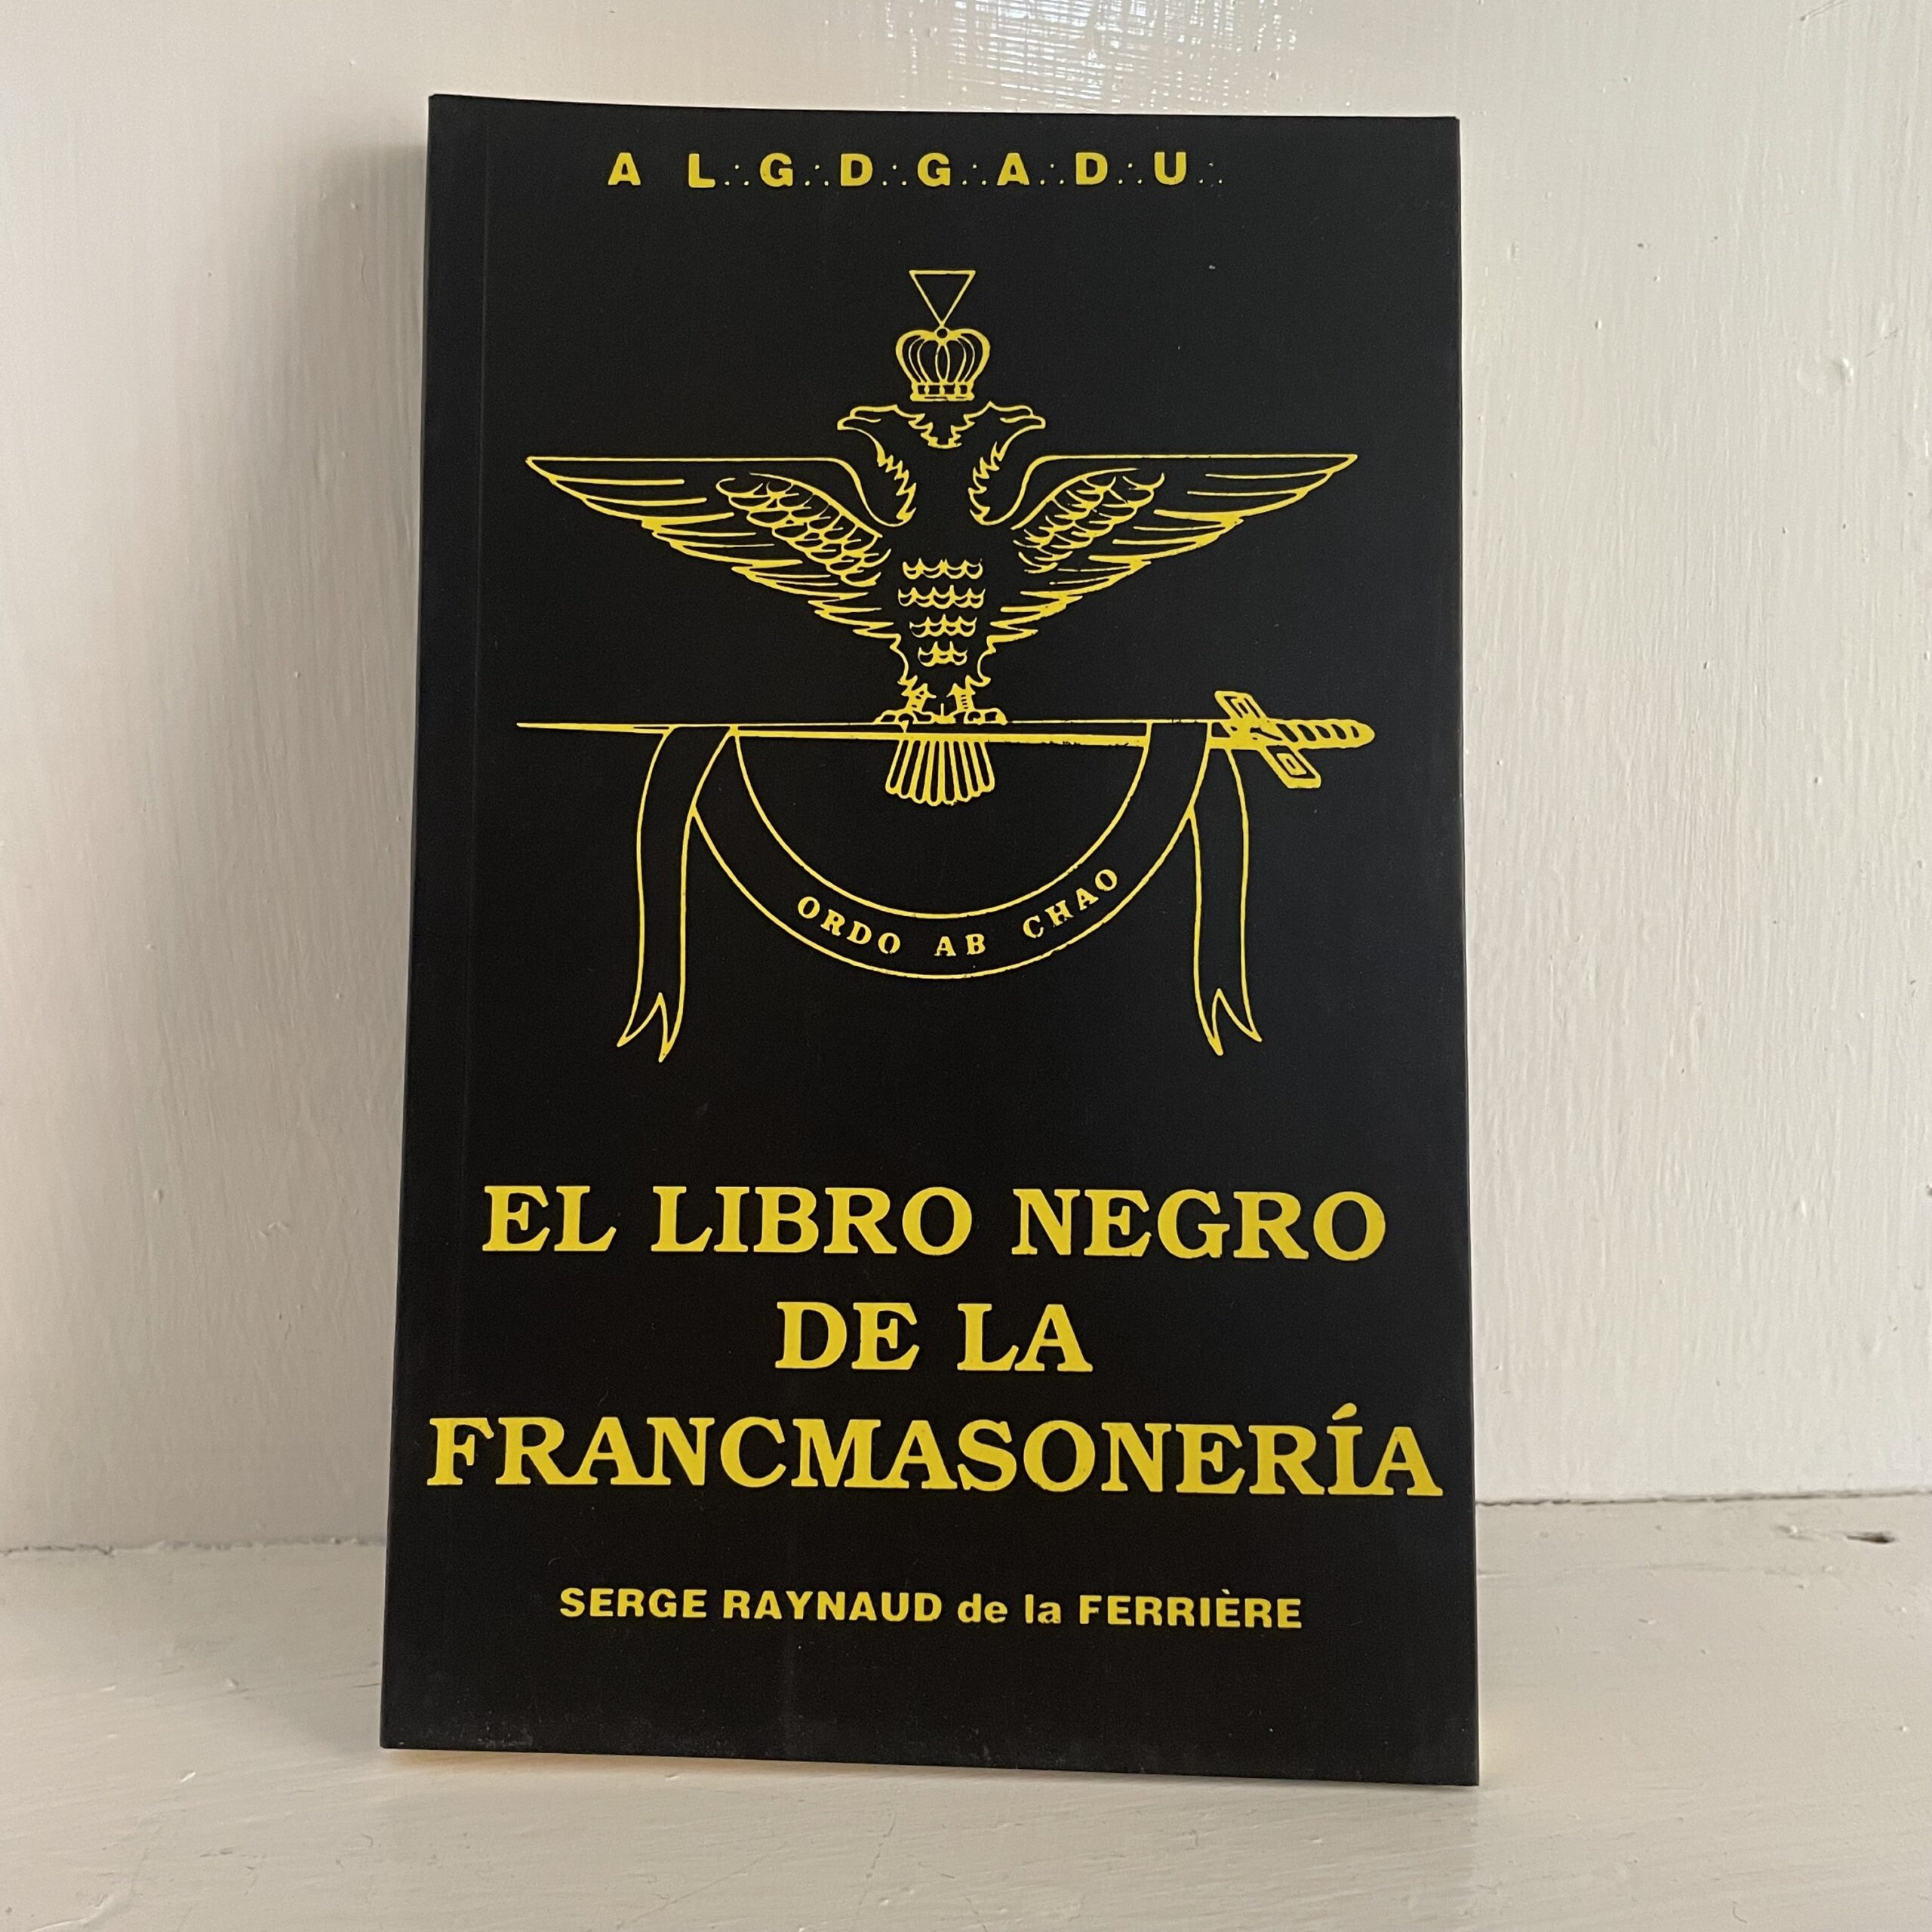 A L∴G∴D∴G∴A∴D∴U∴
ORDO AB CHAO
EL LIBRO NEGRO
DE LA
FRANCMASONERÍA
SERGE RAYNAUD de la FERRIÈRE